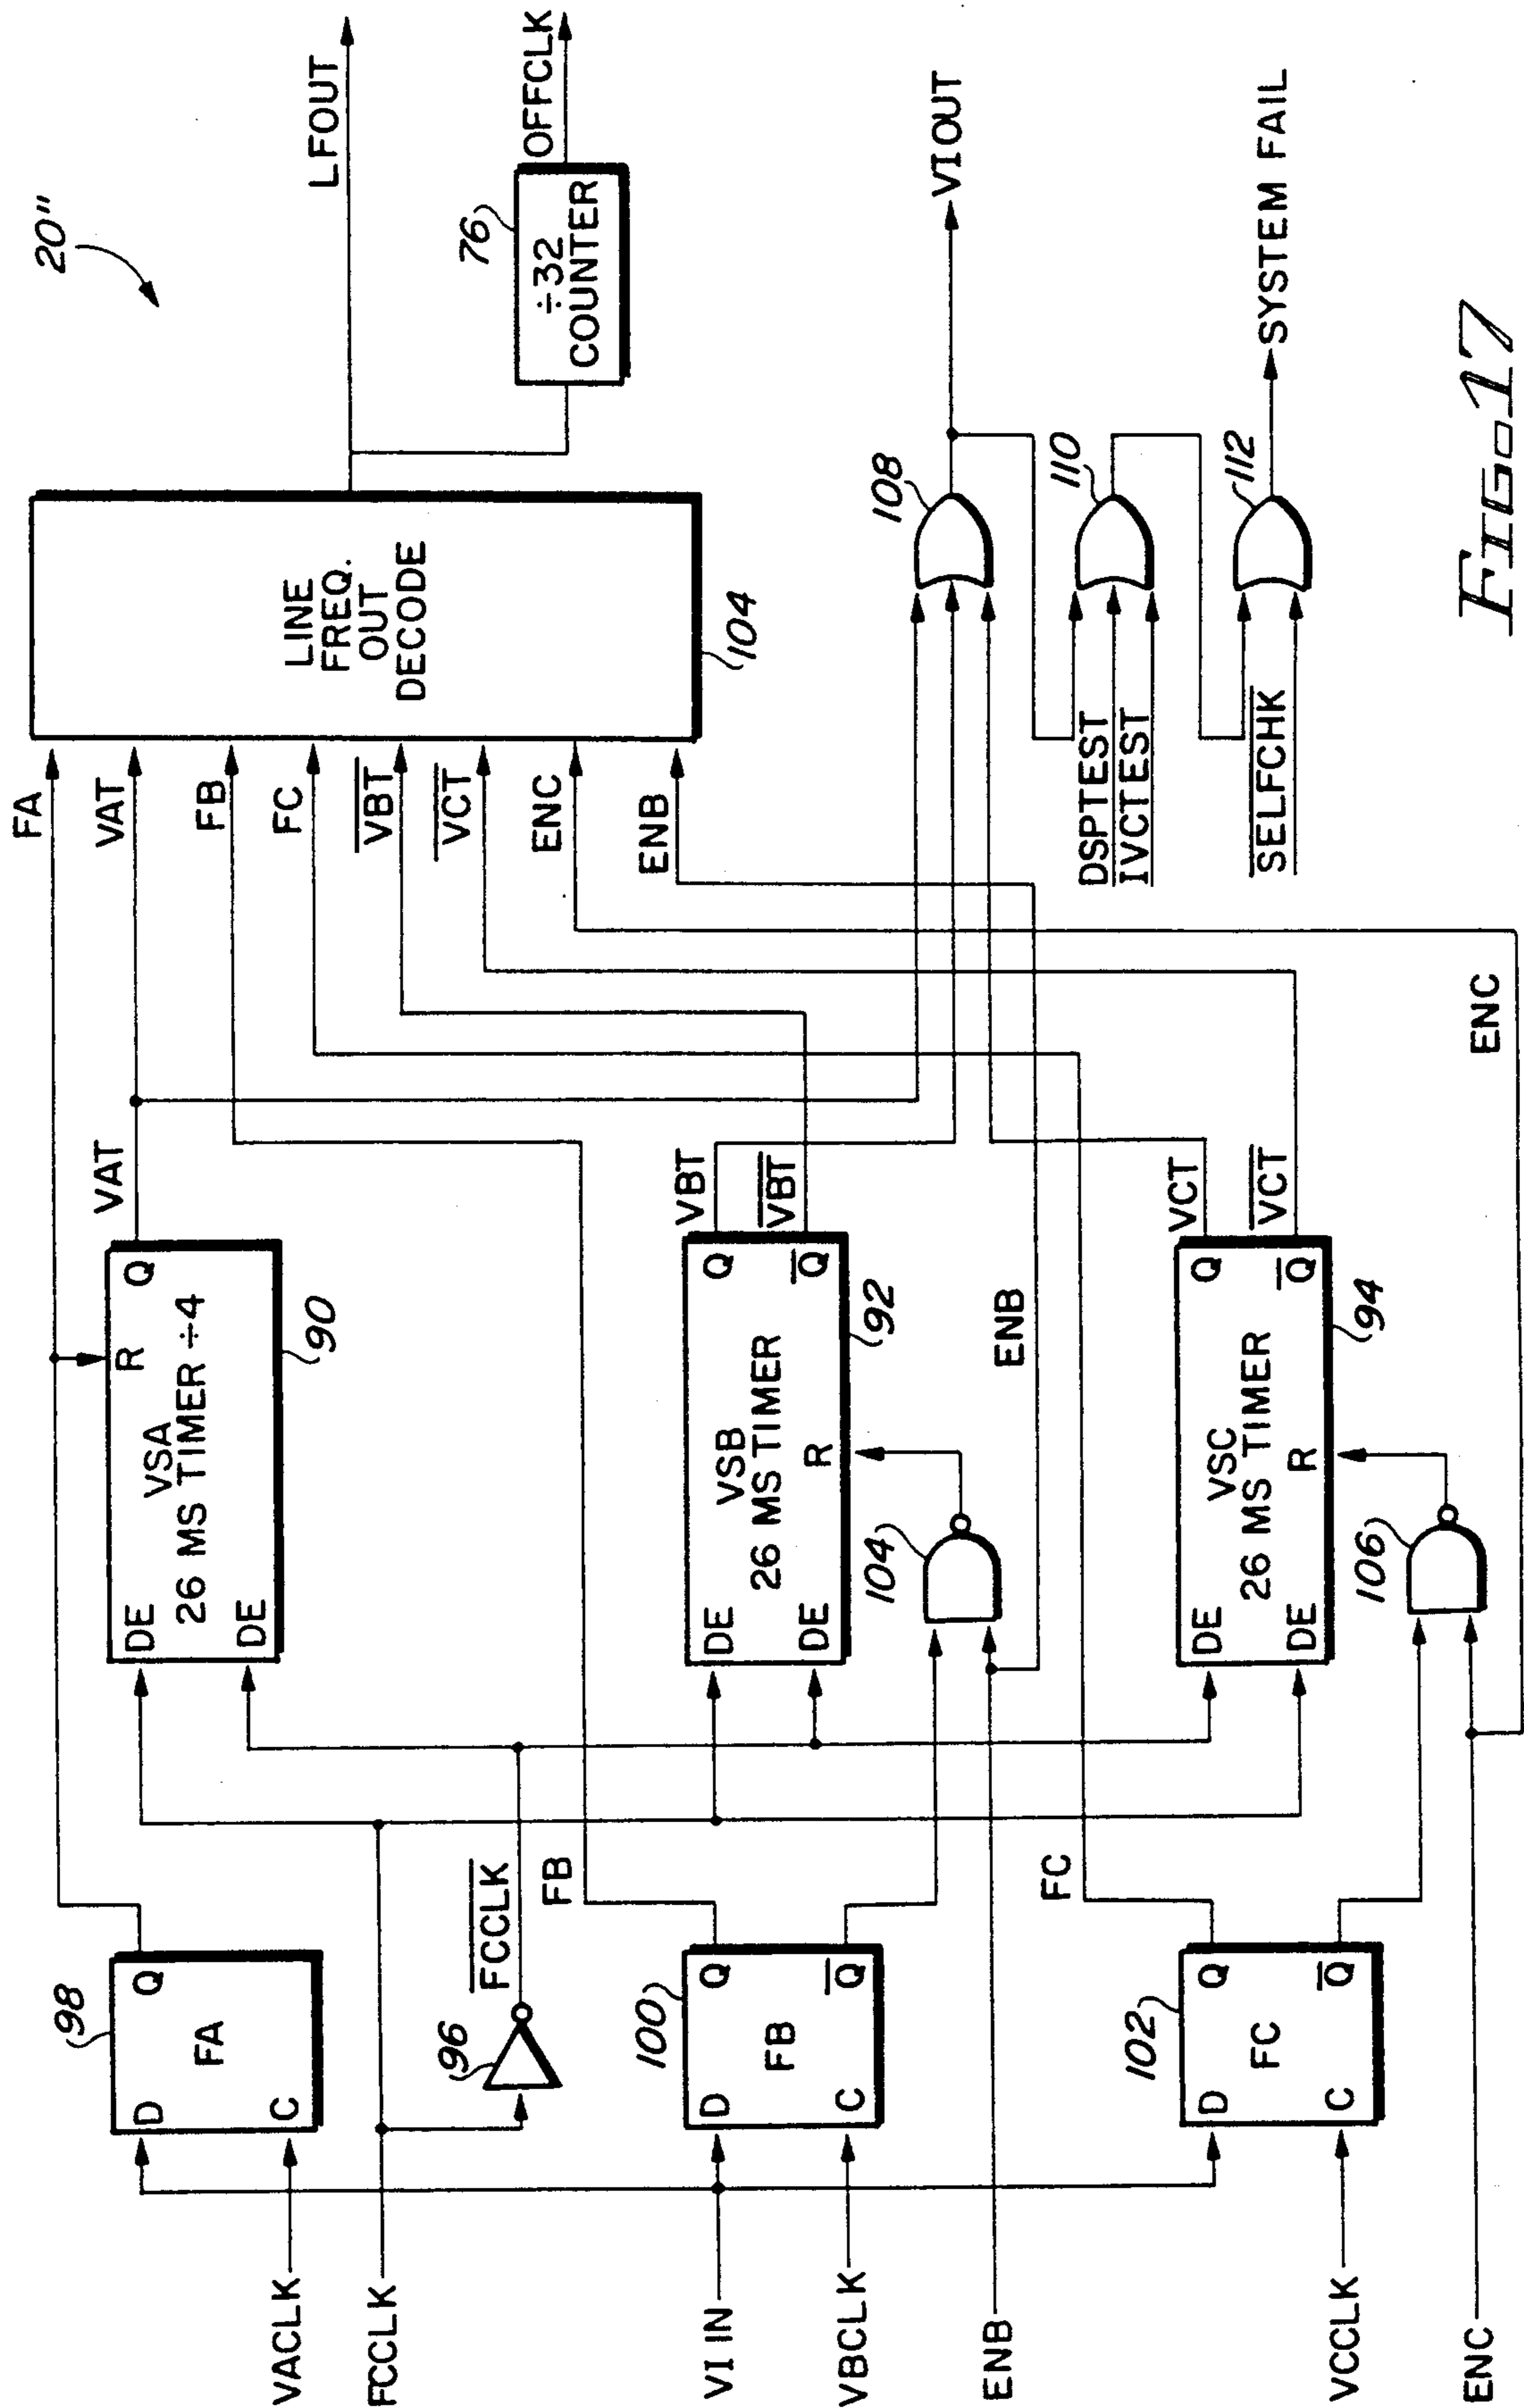 20"
VACLK
FCCLK
VI IN
VBCLK
ENB
VCCLK
ENC
98
D
Q
FA
C
96
FCCLK
100
D
Q
FB
C
Q
FB
102
D
Q
FC
C
Q
FC
DE
R
Q
VSA
26 MS TIMER ÷4
DE
90
VAT
DE
Q
VSB
26 MS TIMER
DE
R
Q
92
VBT
VBT
104
ENB
DE
Q
VSC
26 MS TIMER
DE
R
Q
94
VCT
VCT
106
ENC
FA
VAT
FB
FC
VBT
VCT
ENC
ENB
LINE
FREQ.
OUT
DECODE
104
LFOUT
76
÷32
COUNTER
OFFCLK
108
VIOUT
DSPTEST
IVCTEST
110
SELFCHK
112
SYSTEM FAIL
FIG. 17